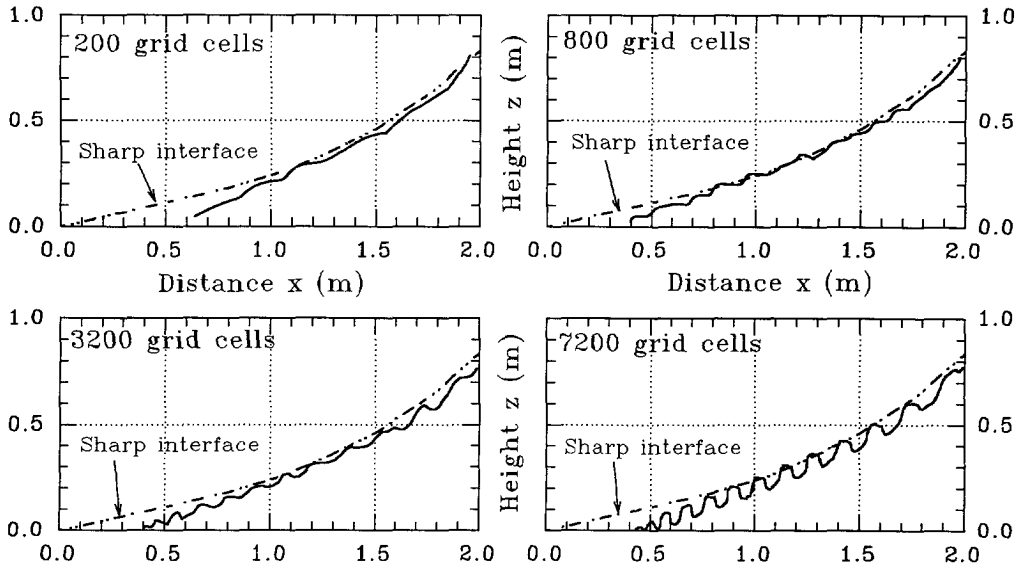 200 grid cells
Sharp interface
0.0
0.5
1.0
0.0 0.5 1.0 1.5 2.0
Distance x (m)
800 grid cells
Sharp interface
Height z (m)
1.0
0.5
0.0
0.0 0.5 1.0 1.5 2.0
Distance x (m)
3200 grid cells
Sharp interface
1.0
0.5
0.0
0.0 0.5 1.0 1.5 2.0
7200 grid cells
Sharp interface
Height z (m)
1.0
0.5
0.0
0.0 0.5 1.0 1.5 2.0